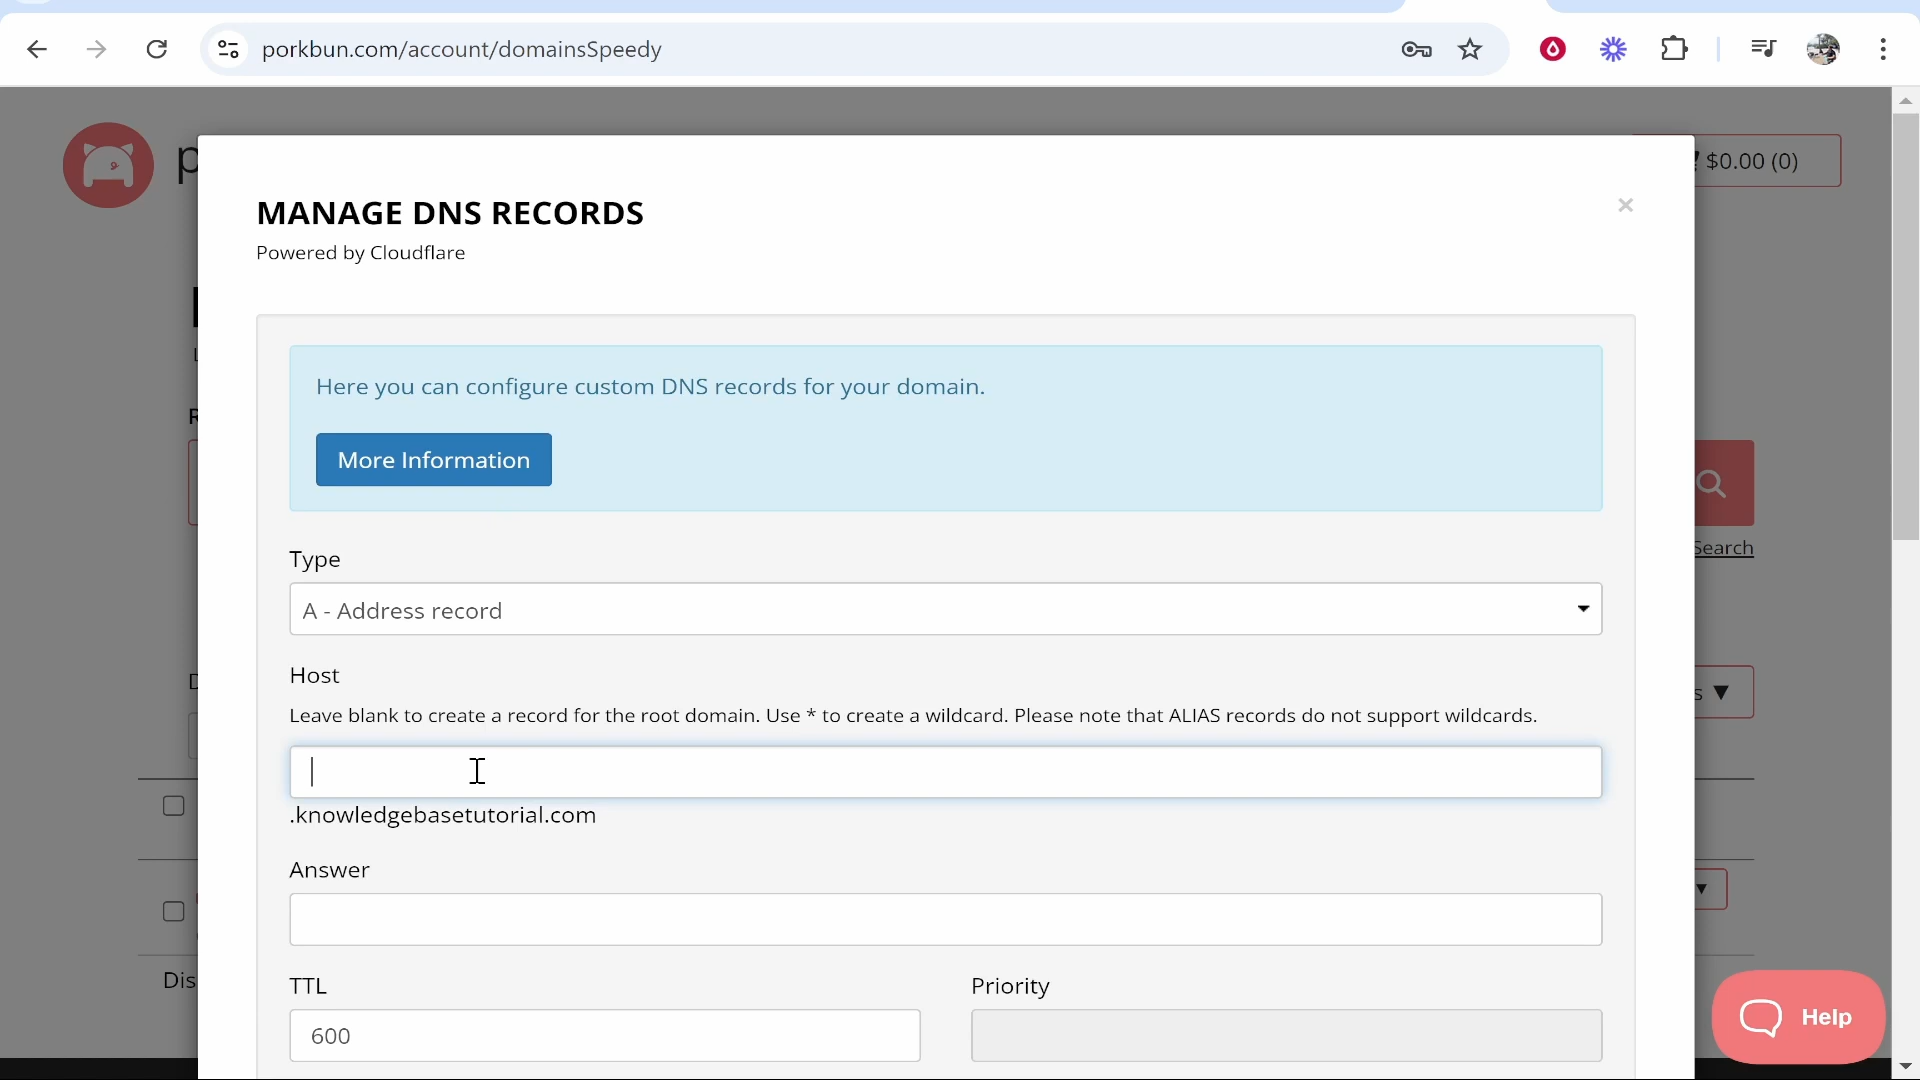 porkbun.com/account/domainsSpeedy
p
$0.00 (0)
MANAGE DNS RECORDS
×
Powered by Cloudflare
L
Here you can configure custom DNS records for your domain.
More Information
Search
Type
A - Address record
Host
s ▼
Leave blank to create a record for the root domain. Use * to create a wildcard. Please note that ALIAS records do not support wildcards.
.knowledgebasetutorial.com
Answer
▼
Dis
TTL
Priority
600
Help